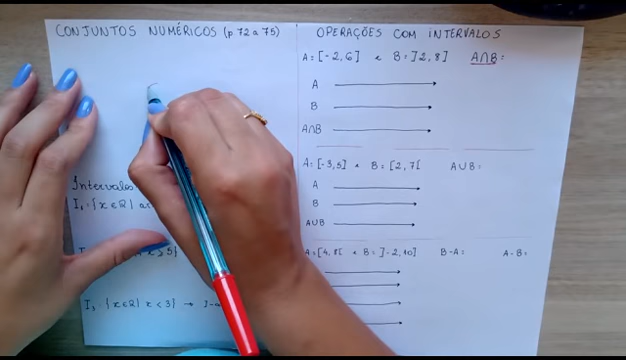 CONJUNTOS NUMÉRICOS (p 72 a 75)
Intervalos
I₁ = {x ∈ ℝ|
≥ 5}
I₃ = {x ∈ ℝ| x < 3} →
OPERAÇÕES COM INTERVALOS
A = [-2, 6] e B = ]2, 8] A∩B =
A
B
A∩B
A = [-3, 5] e B = [2, 7[ A∪B =
A
B
A∪B
A = [4, 8[ e B = ]-2, 10] B-A = A-B =